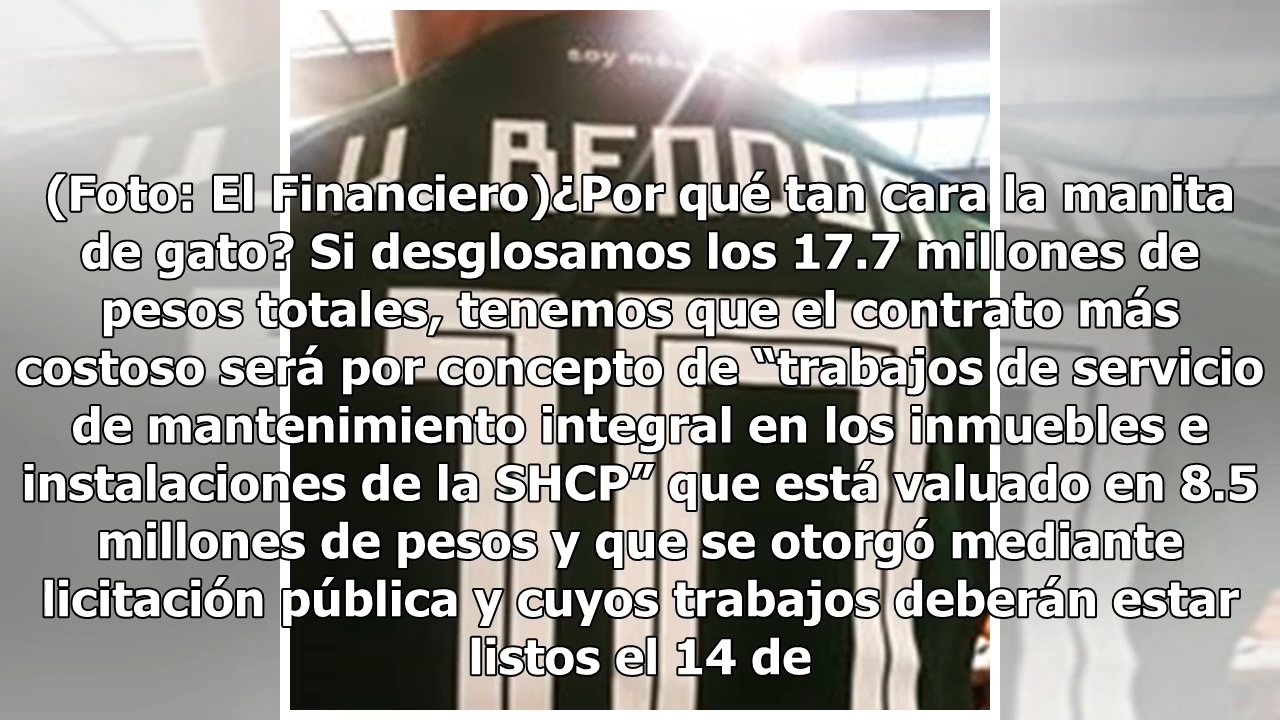 soy
(Foto: El Financiero)¿Por qué tan cara la manita
de gato? Si desglosamos los 17.7 millones de
pesos totales, tenemos que el contrato más
costoso será por concepto de “trabajos de servicio
de mantenimiento integral en los inmuebles e
instalaciones de la SHCP” que está valuado en 8.5
millones de pesos y que se otorgó mediante
licitación pública y cuyos trabajos deberán estar
listos el 14 de